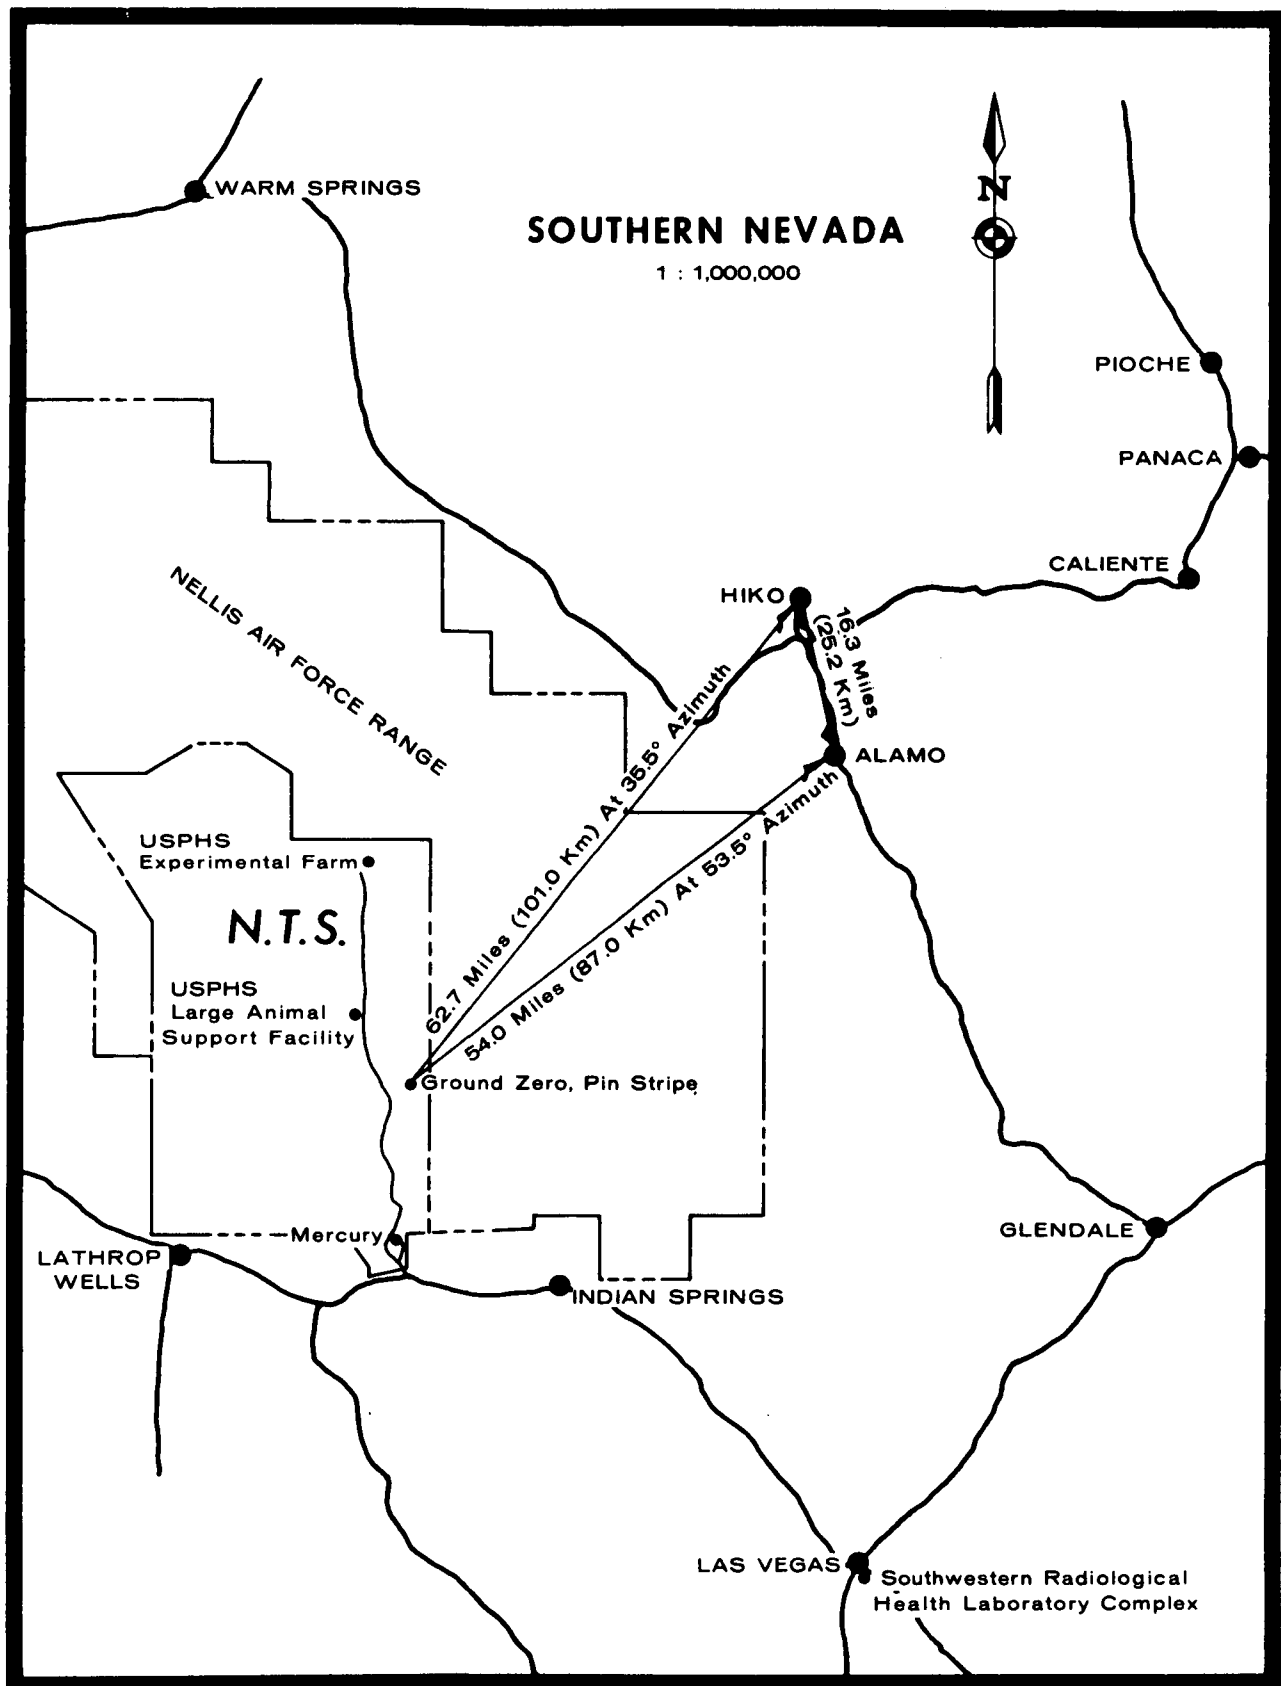 WARM SPRINGS
N
SOUTHERN NEVADA
1 : 1,000,000
PIOCHE
PANACA
CALIENTE
HIKO
16.3 Miles
(25.2 Km)
NELLIS AIR FORCE RANGE
62.7 Miles (101.0 Km) At 35.5° Azimuth
ALAMO
54.0 Miles (87.0 Km) At 53.5° Azimuth
USPHS
Experimental Farm
N.T.S.
USPHS
Large Animal
Support Facility
Ground Zero, Pin Stripe
Mercury
GLENDALE
LATHROP
WELLS
INDIAN SPRINGS
LAS VEGAS
Southwestern Radiological
Health Laboratory Complex